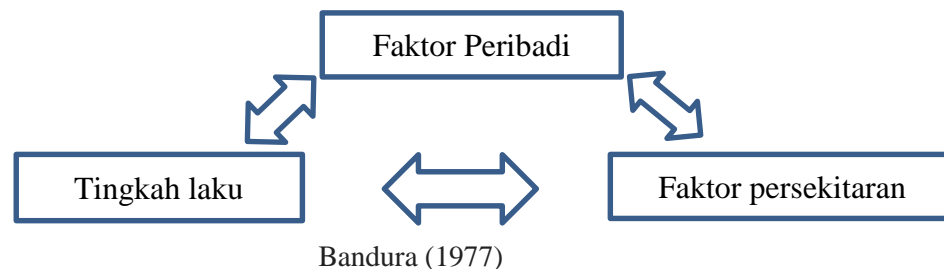 Faktor Peribadi
Tingkah laku
Faktor persekitaran
Bandura (1977)